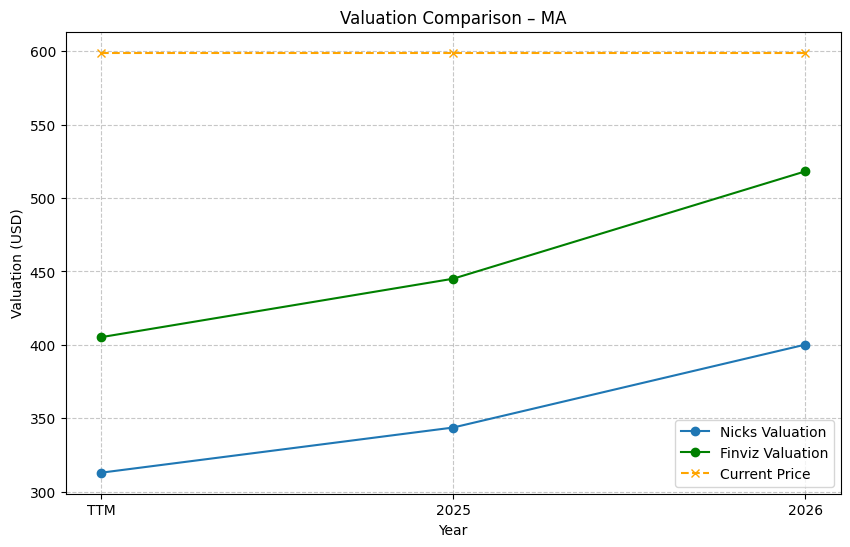 Valuation Comparison – MA
Valuation (USD)
600
550
500
450
400
350
300
TTM
2025
2026
Year
Nicks Valuation
Finviz Valuation
Current Price